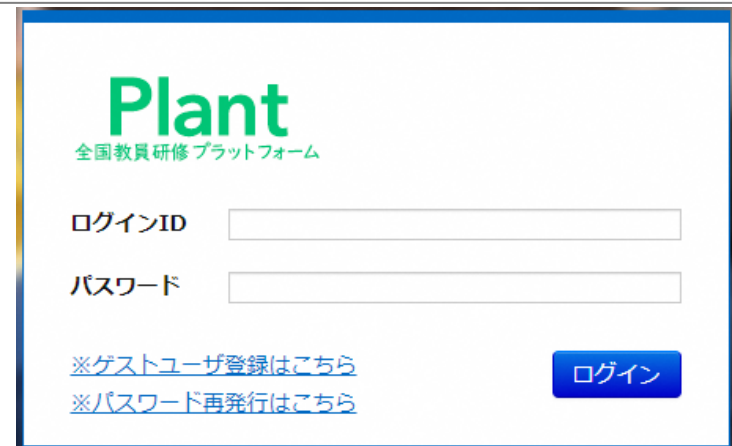 Plant
全国教員研修プラットフォーム
ログインID
パスワード
※ゲストユーザ登録はこちら
ログイン
※パスワード再発行はこちら